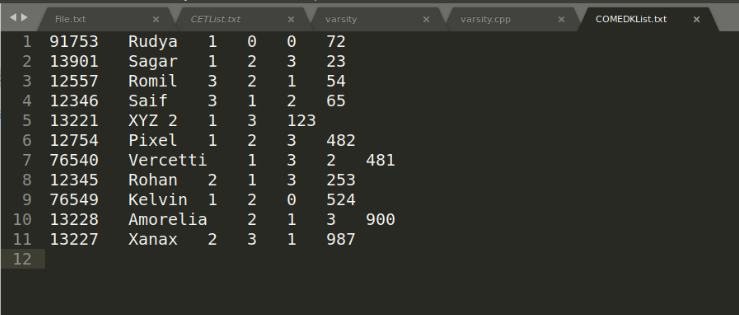 File.txt × CETList.txt × varsity × varsity.cpp × COMEDKList.txt ×
1 91753 Rudya 1 0 0 72
2 13901 Sagar 1 2 3 23
3 12557 Romil 3 2 1 54
4 12346 Saif 3 1 2 65
5 13221 XYZ 2 1 3 123
6 12754 Pixel 1 2 3 482
7 76540 Vercetti 1 3 2 481
8 12345 Rohan 2 1 3 253
9 76549 Kelvin 1 2 0 524
10 13228 Amorelia 2 1 3 900
11 13227 Xanax 2 3 1 987
12